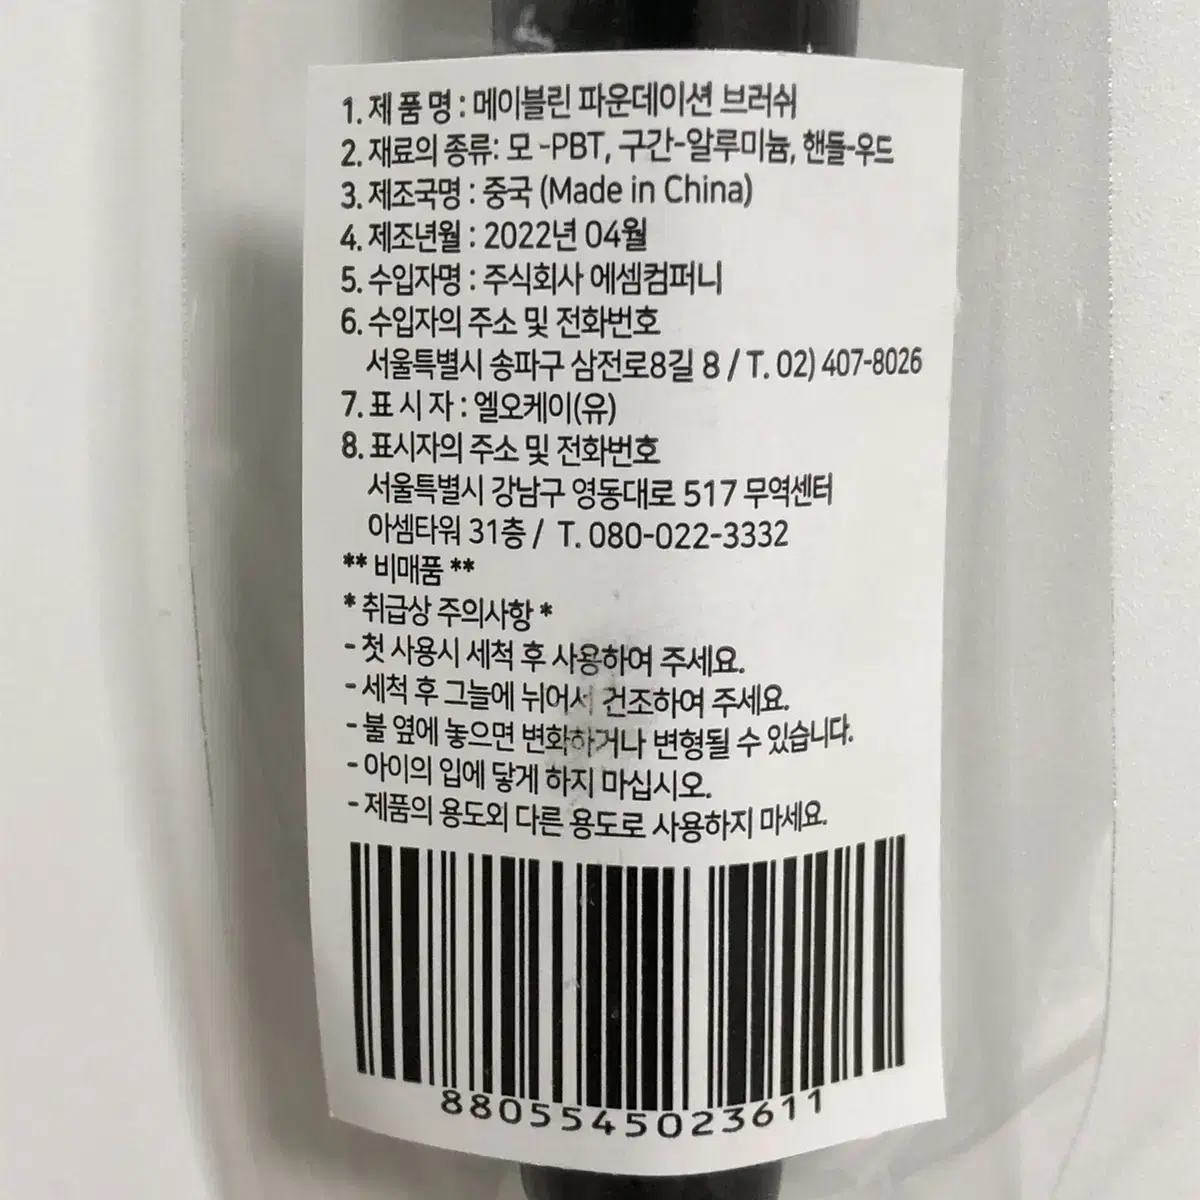 1. 제 품 명 : 메이블린 파운데이션 브러쉬
2. 재료의 종류: 모 -PBT, 구간-알루미늄, 핸들-우드
3. 제조국명 : 중국 (Made in China)
4. 제조년월 : 2022년 04월
5. 수입자명 : 주식회사 에셈컴퍼니
6. 수입자의 주소 및 전화번호
서울특별시 송파구 삼전로8길 8 / T. 02) 407-8026
7. 표 시 자 : 엘오케이(유)
8. 표시자의 주소 및 전화번호
서울특별시 강남구 영동대로 517 무역센터
아셈타워 31층 / T. 080-022-3332
** 비매품 **
* 취급상 주의사항 *
- 첫 사용시 세척 후 사용하여 주세요.
- 세척 후 그늘에 뉘어서 건조하여 주세요.
- 불 옆에 놓으면 변화하거나 변형될 수 있습니다.
- 아이의 입에 닿게 하지 마십시오.
- 제품의 용도외 다른 용도로 사용하지 마세요.
8805545023611